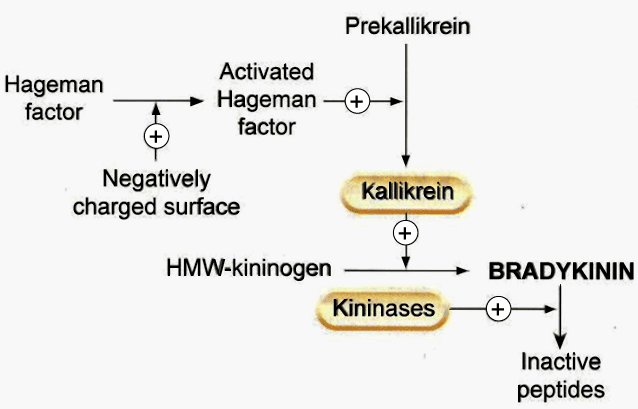 Prekallikrein
Hageman
factor
Activated
Hageman
factor
+
+
Negatively
charged surface
Kallikrein
+
HMW-kininogen
BRADYKININ
Kininases
+
Inactive
peptides